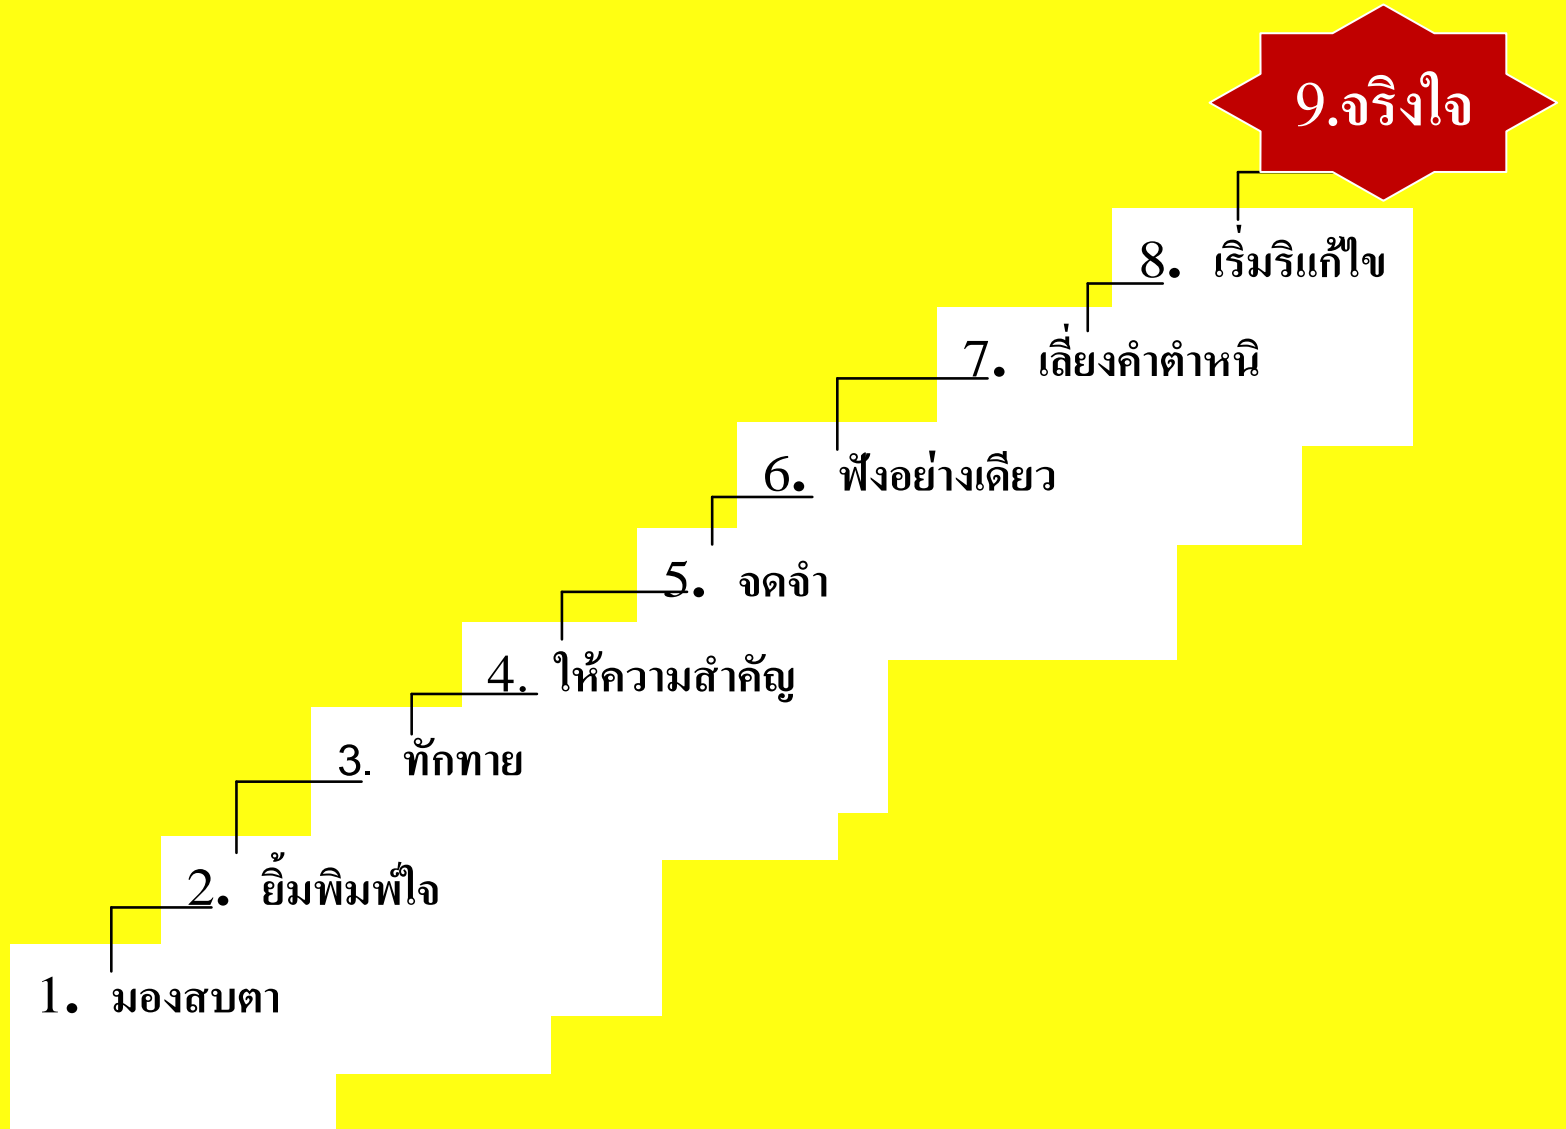 9.จริงใจ
8. เริ่มริแก้ไข
7. เลี่ยงคำตำหนิ
6. ฟังอย่างเดียว
5. จดจำ
4. ให้ความสำคัญ
3. ทักทาย
2. ยิ้มพิมพ์ใจ
1. มองสบตา